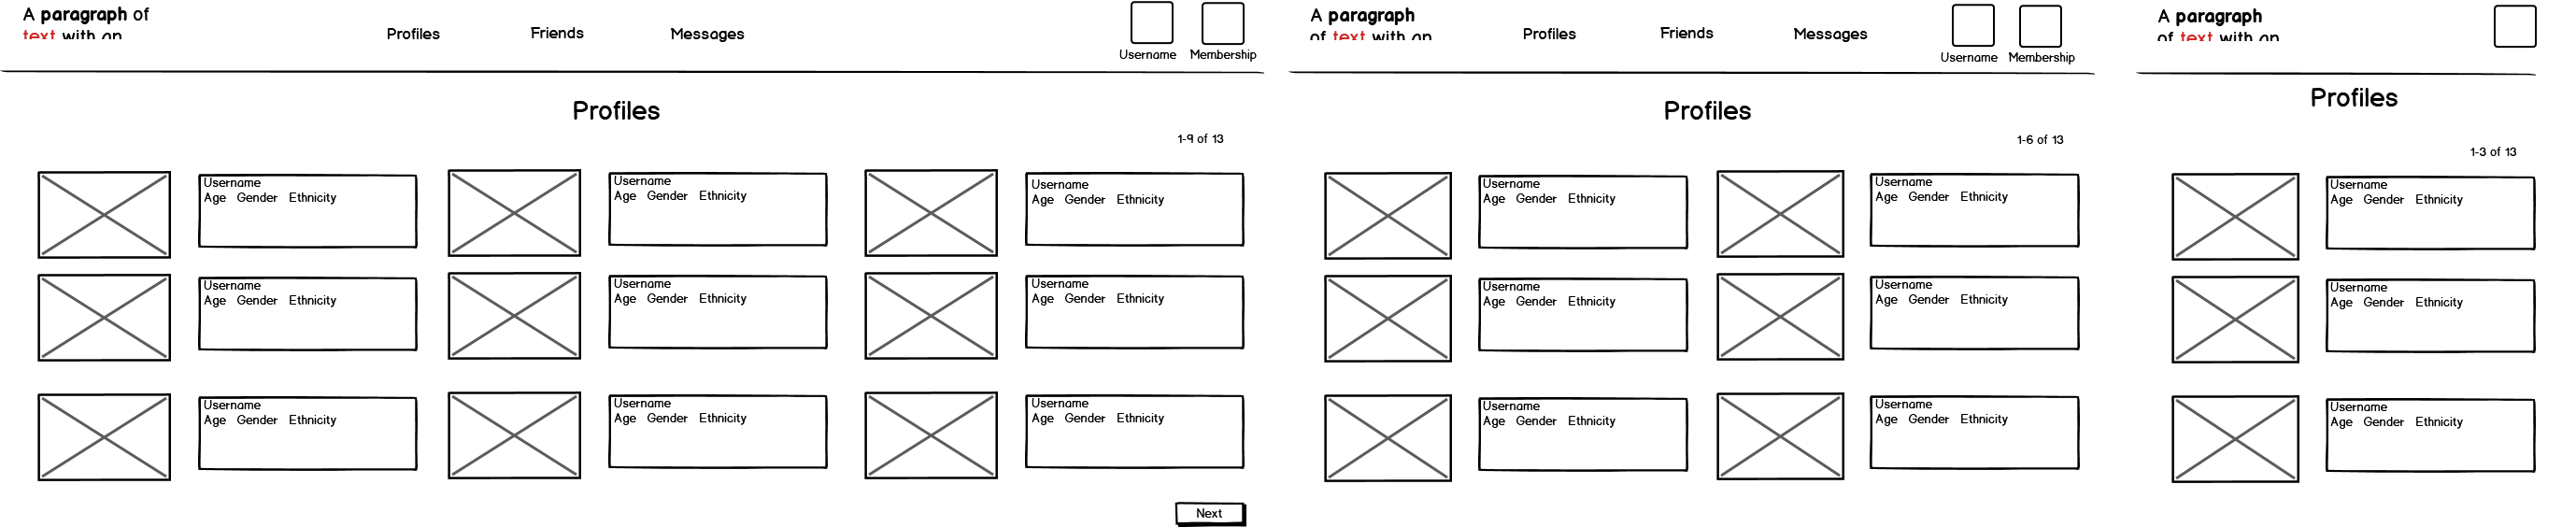 A paragraph of
text with an
Profiles
Friends
Messages
Username
Membership
Profiles
1-9 of 13
Username
Age Gender Ethnicity
Username
Age Gender Ethnicity
Username
Age Gender Ethnicity
Username
Age Gender Ethnicity
Username
Age Gender Ethnicity
Username
Age Gender Ethnicity
Username
Age Gender Ethnicity
Username
Age Gender Ethnicity
Username
Age Gender Ethnicity
Next
A paragraph
of text with an
Profiles
Friends
Messages
Username
Membership
Profiles
1-6 of 13
Username
Age Gender Ethnicity
Username
Age Gender Ethnicity
Username
Age Gender Ethnicity
Username
Age Gender Ethnicity
Username
Age Gender Ethnicity
Username
Age Gender Ethnicity
A paragraph
of text with an
Profiles
1-3 of 13
Username
Age Gender Ethnicity
Username
Age Gender Ethnicity
Username
Age Gender Ethnicity